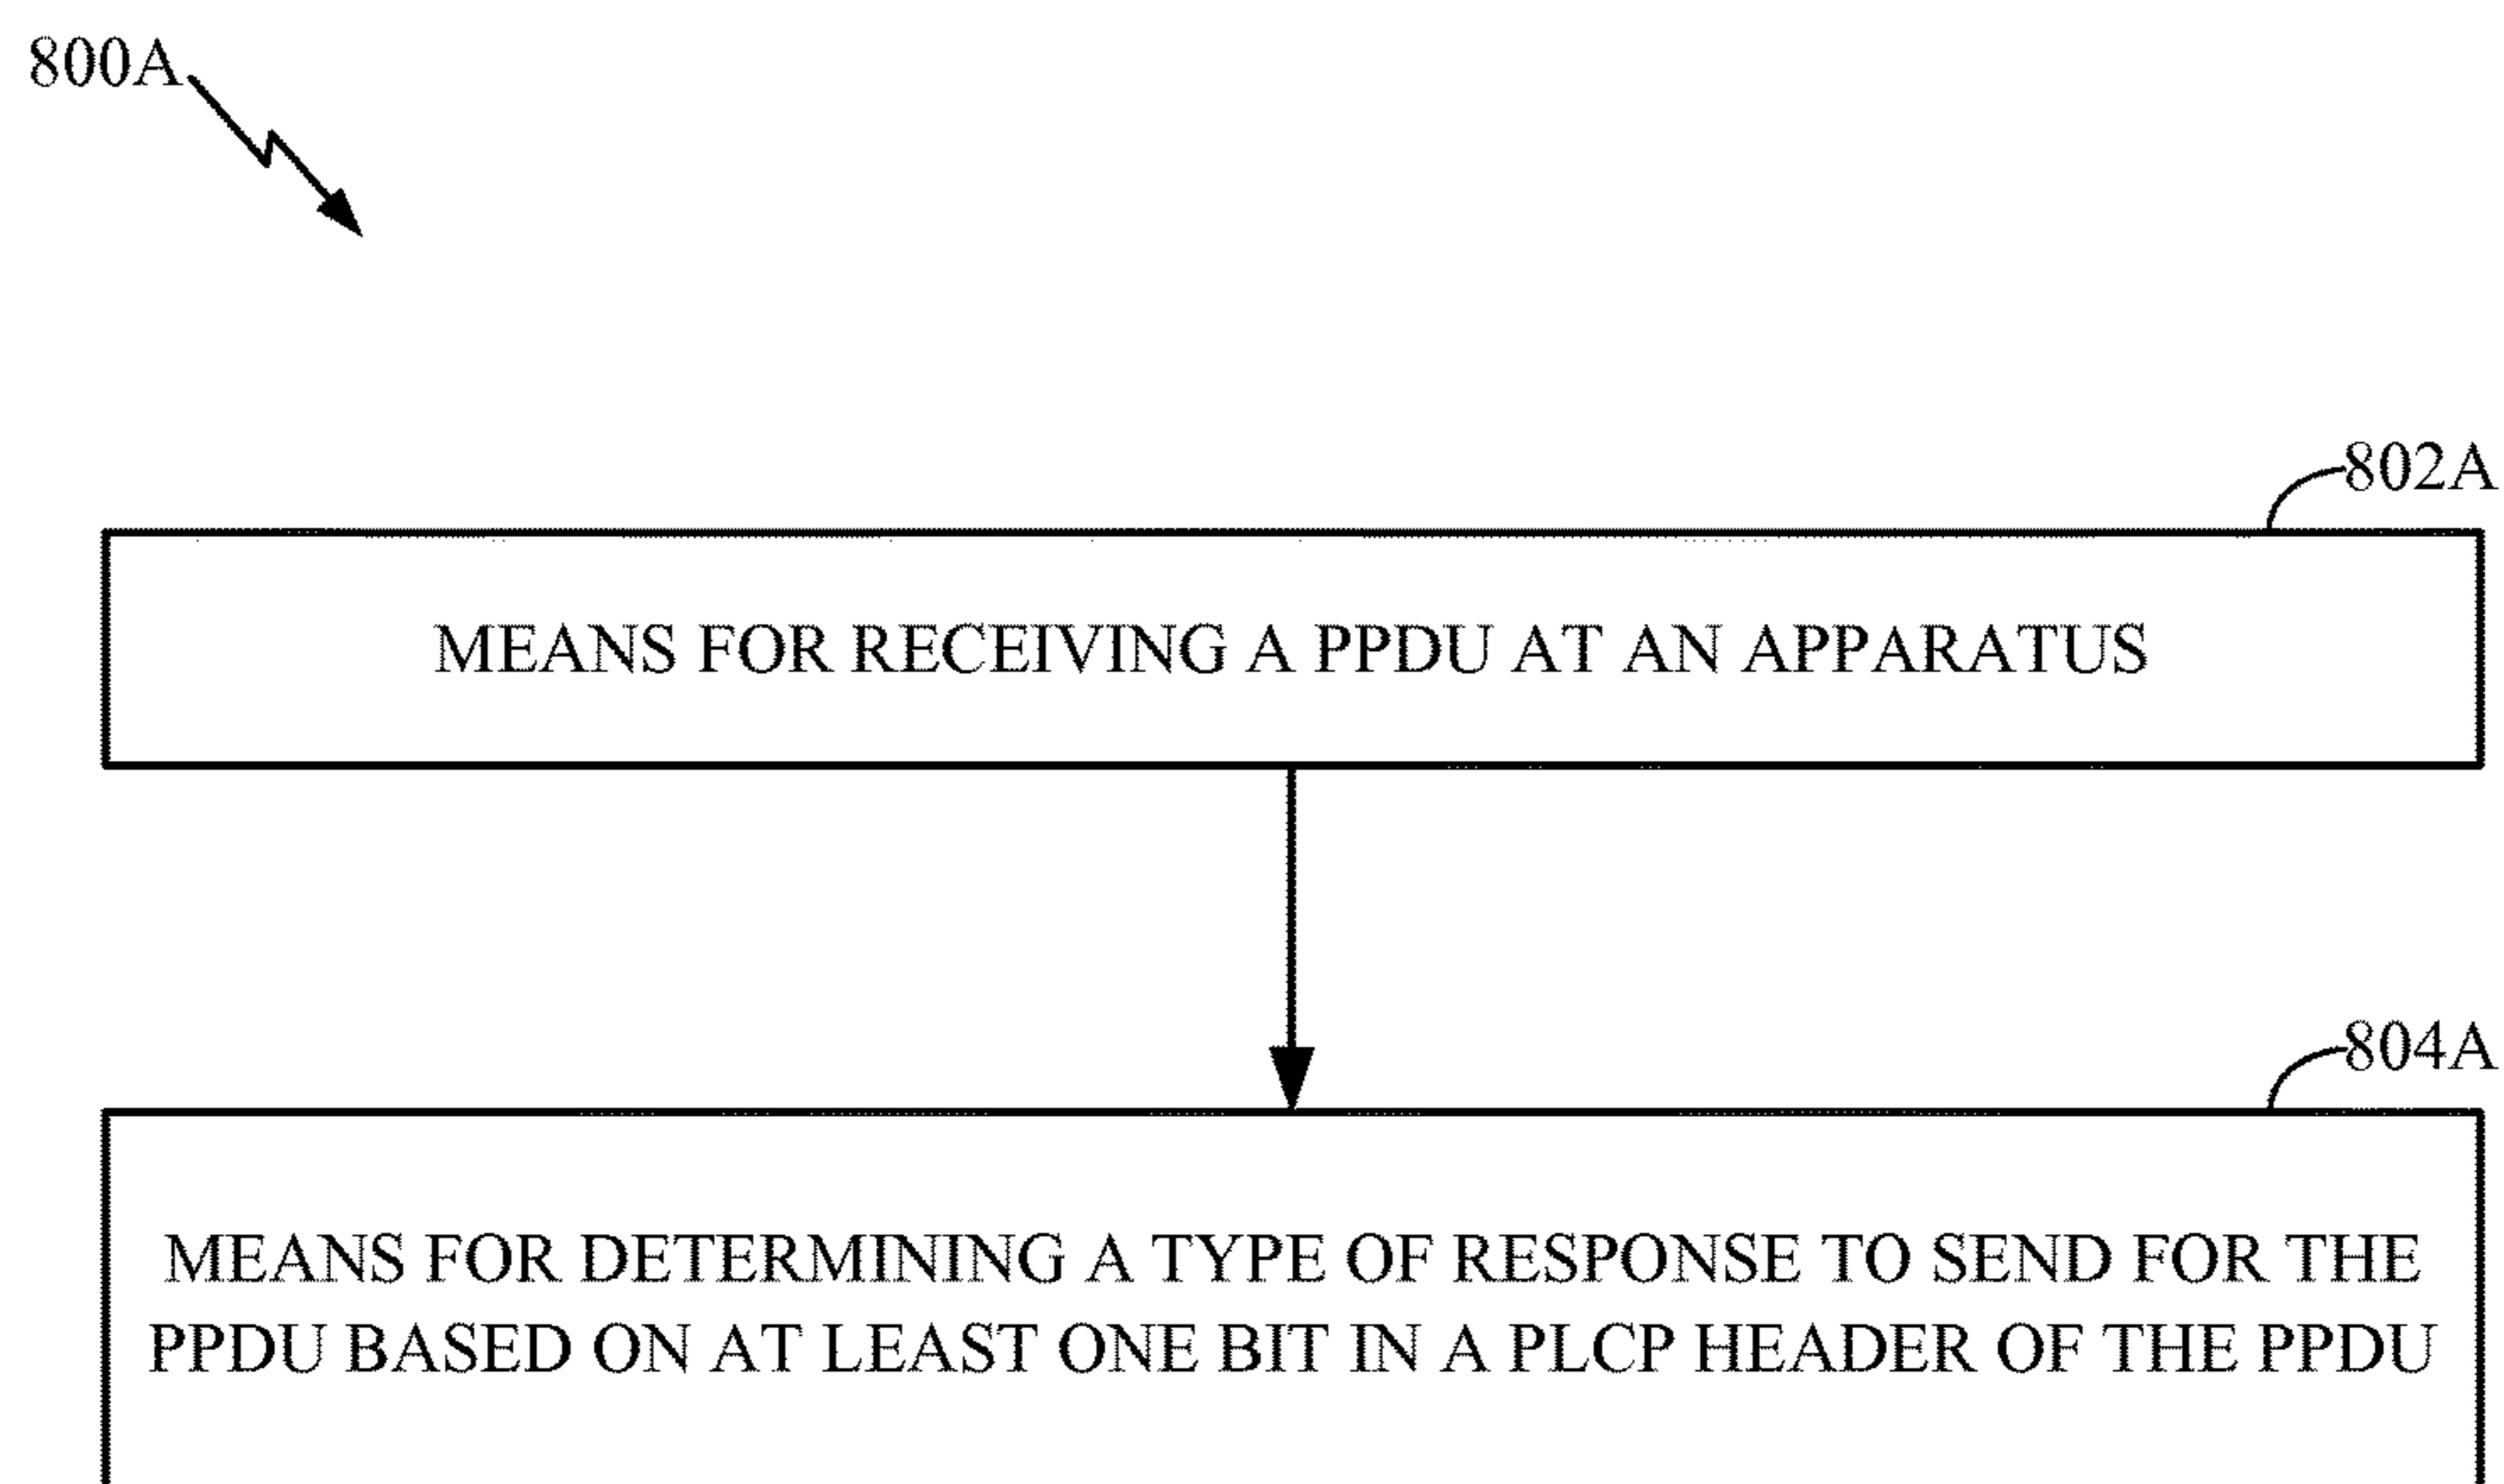 800A
802A
MEANS FOR RECEIVING A PPDU AT AN APPARATUS
804A
MEANS FOR DETERMINING A TYPE OF RESPONSE TO SEND FOR THE
PPDU BASED ON AT LEAST ONE BIT IN A PLCP HEADER OF THE PPDU